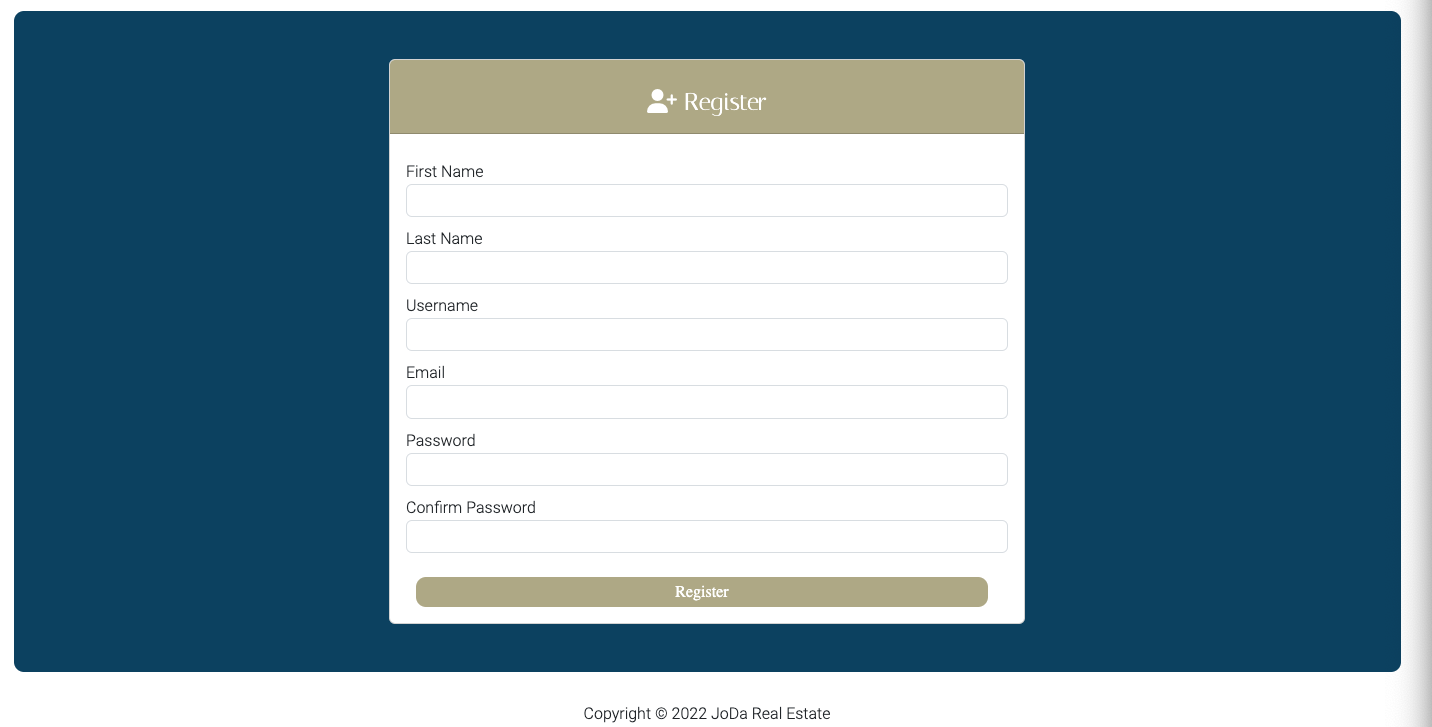 Register
First Name
Last Name
Username
Email
Password
Confirm Password
Register
Copyright © 2022 JoDa Real Estate